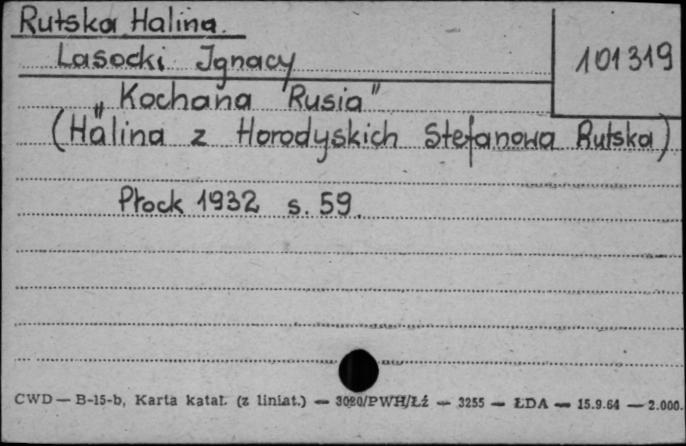 Rutska Halina.
Lasocki Ignacy
101319
„Kochana Rusia"
(Halina z Horodyskich Stefanowa Rutska)
Płock 1932 s. 59.
CWD — B-15-b, Karta katal. (z liniat.) — 3080/PWH/Łź — 3255 — ŁDA — 15.9.64 — 2.000.